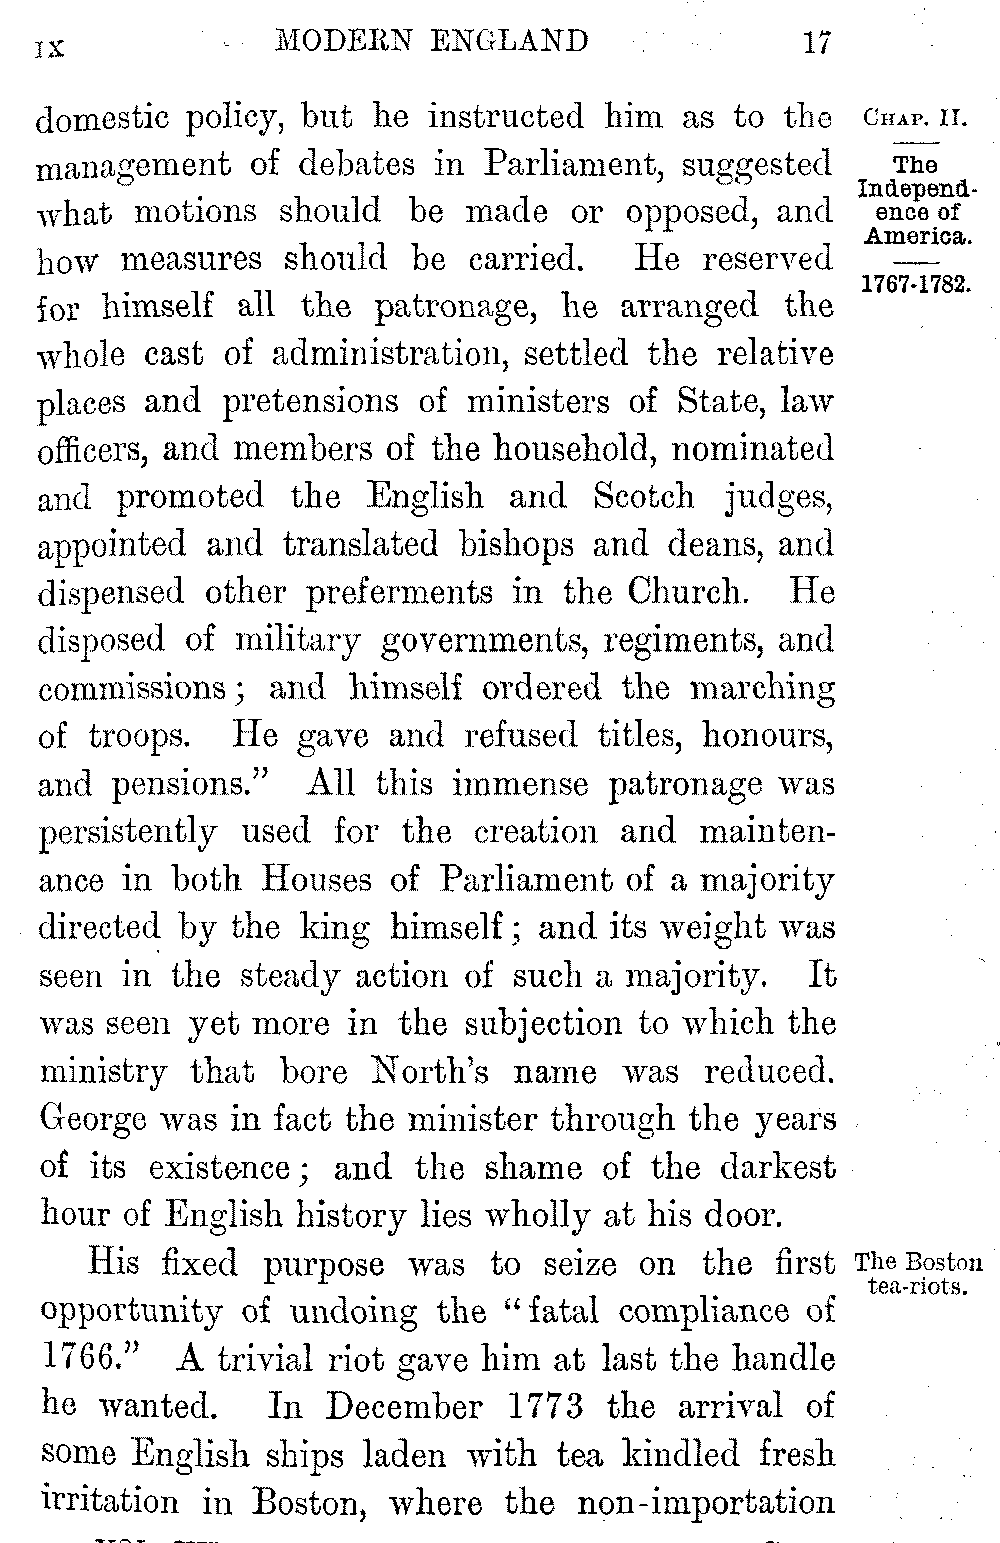 IX MODERN ENGLAND 17
domestic policy, but he instructed him as to the
management of debates in Parliament, suggested
what motions should be made or opposed, and
how measures should be carried. He reserved
for himself all the patronage, he arranged the
whole cast of administration, settled the relative
places and pretensions of ministers of State, law
officers, and members of the household, nominated
and promoted the English and Scotch judges,
appointed and translated bishops and deans, and
dispensed other preferments in the Church. He
disposed of military governments, regiments, and
commissions; and himself ordered the marching
of troops. He gave and refused titles, honours,
and pensions.” All this immense patronage was
persistently used for the creation and mainten-
ance in both Houses of Parliament of a majority
directed by the king himself; and its weight was
seen in the steady action of such a majority. It
was seen yet more in the subjection to which the
ministry that bore North’s name was reduced.
George was in fact the minister through the years
of its existence; and the shame of the darkest
hour of English history lies wholly at his door.
His fixed purpose was to seize on the first
opportunity of undoing the “fatal compliance of
1766.” A trivial riot gave him at last the handle
he wanted. In December 1773 the arrival of
some English ships laden with tea kindled fresh
irritation in Boston, where the non-importation
CHAP. II.
The
Independ-
ence of
America.
1767-1782.
The Boston
tea-riots.